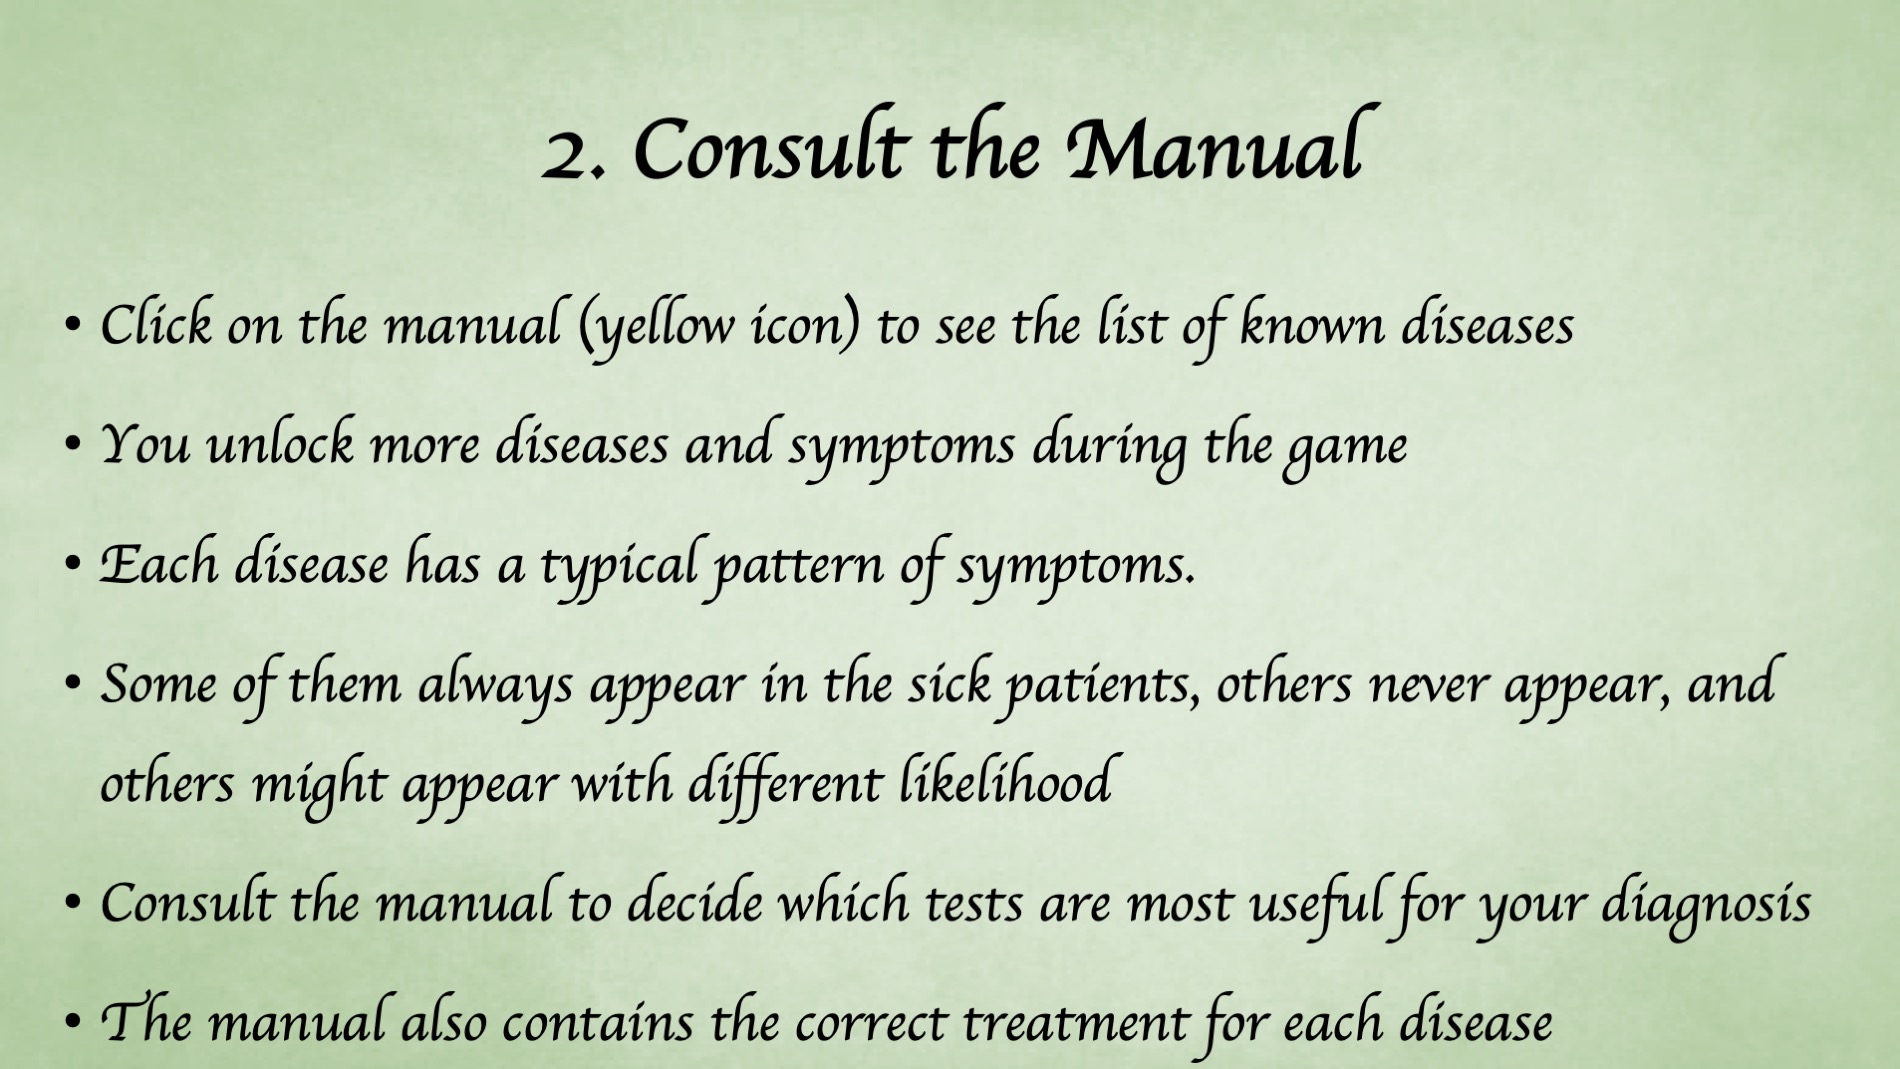 2. Consult the Manual
• Click on the manual (yellow icon) to see the list of known diseases
• You unlock more diseases and symptoms during the game
• Each disease has a typical pattern of symptoms.
• Some of them always appear in the sick patients, others never appear, and
others might appear with different likelihood
• Consult the manual to decide which tests are most useful for your diagnosis
• The manual also contains the correct treatment for each disease